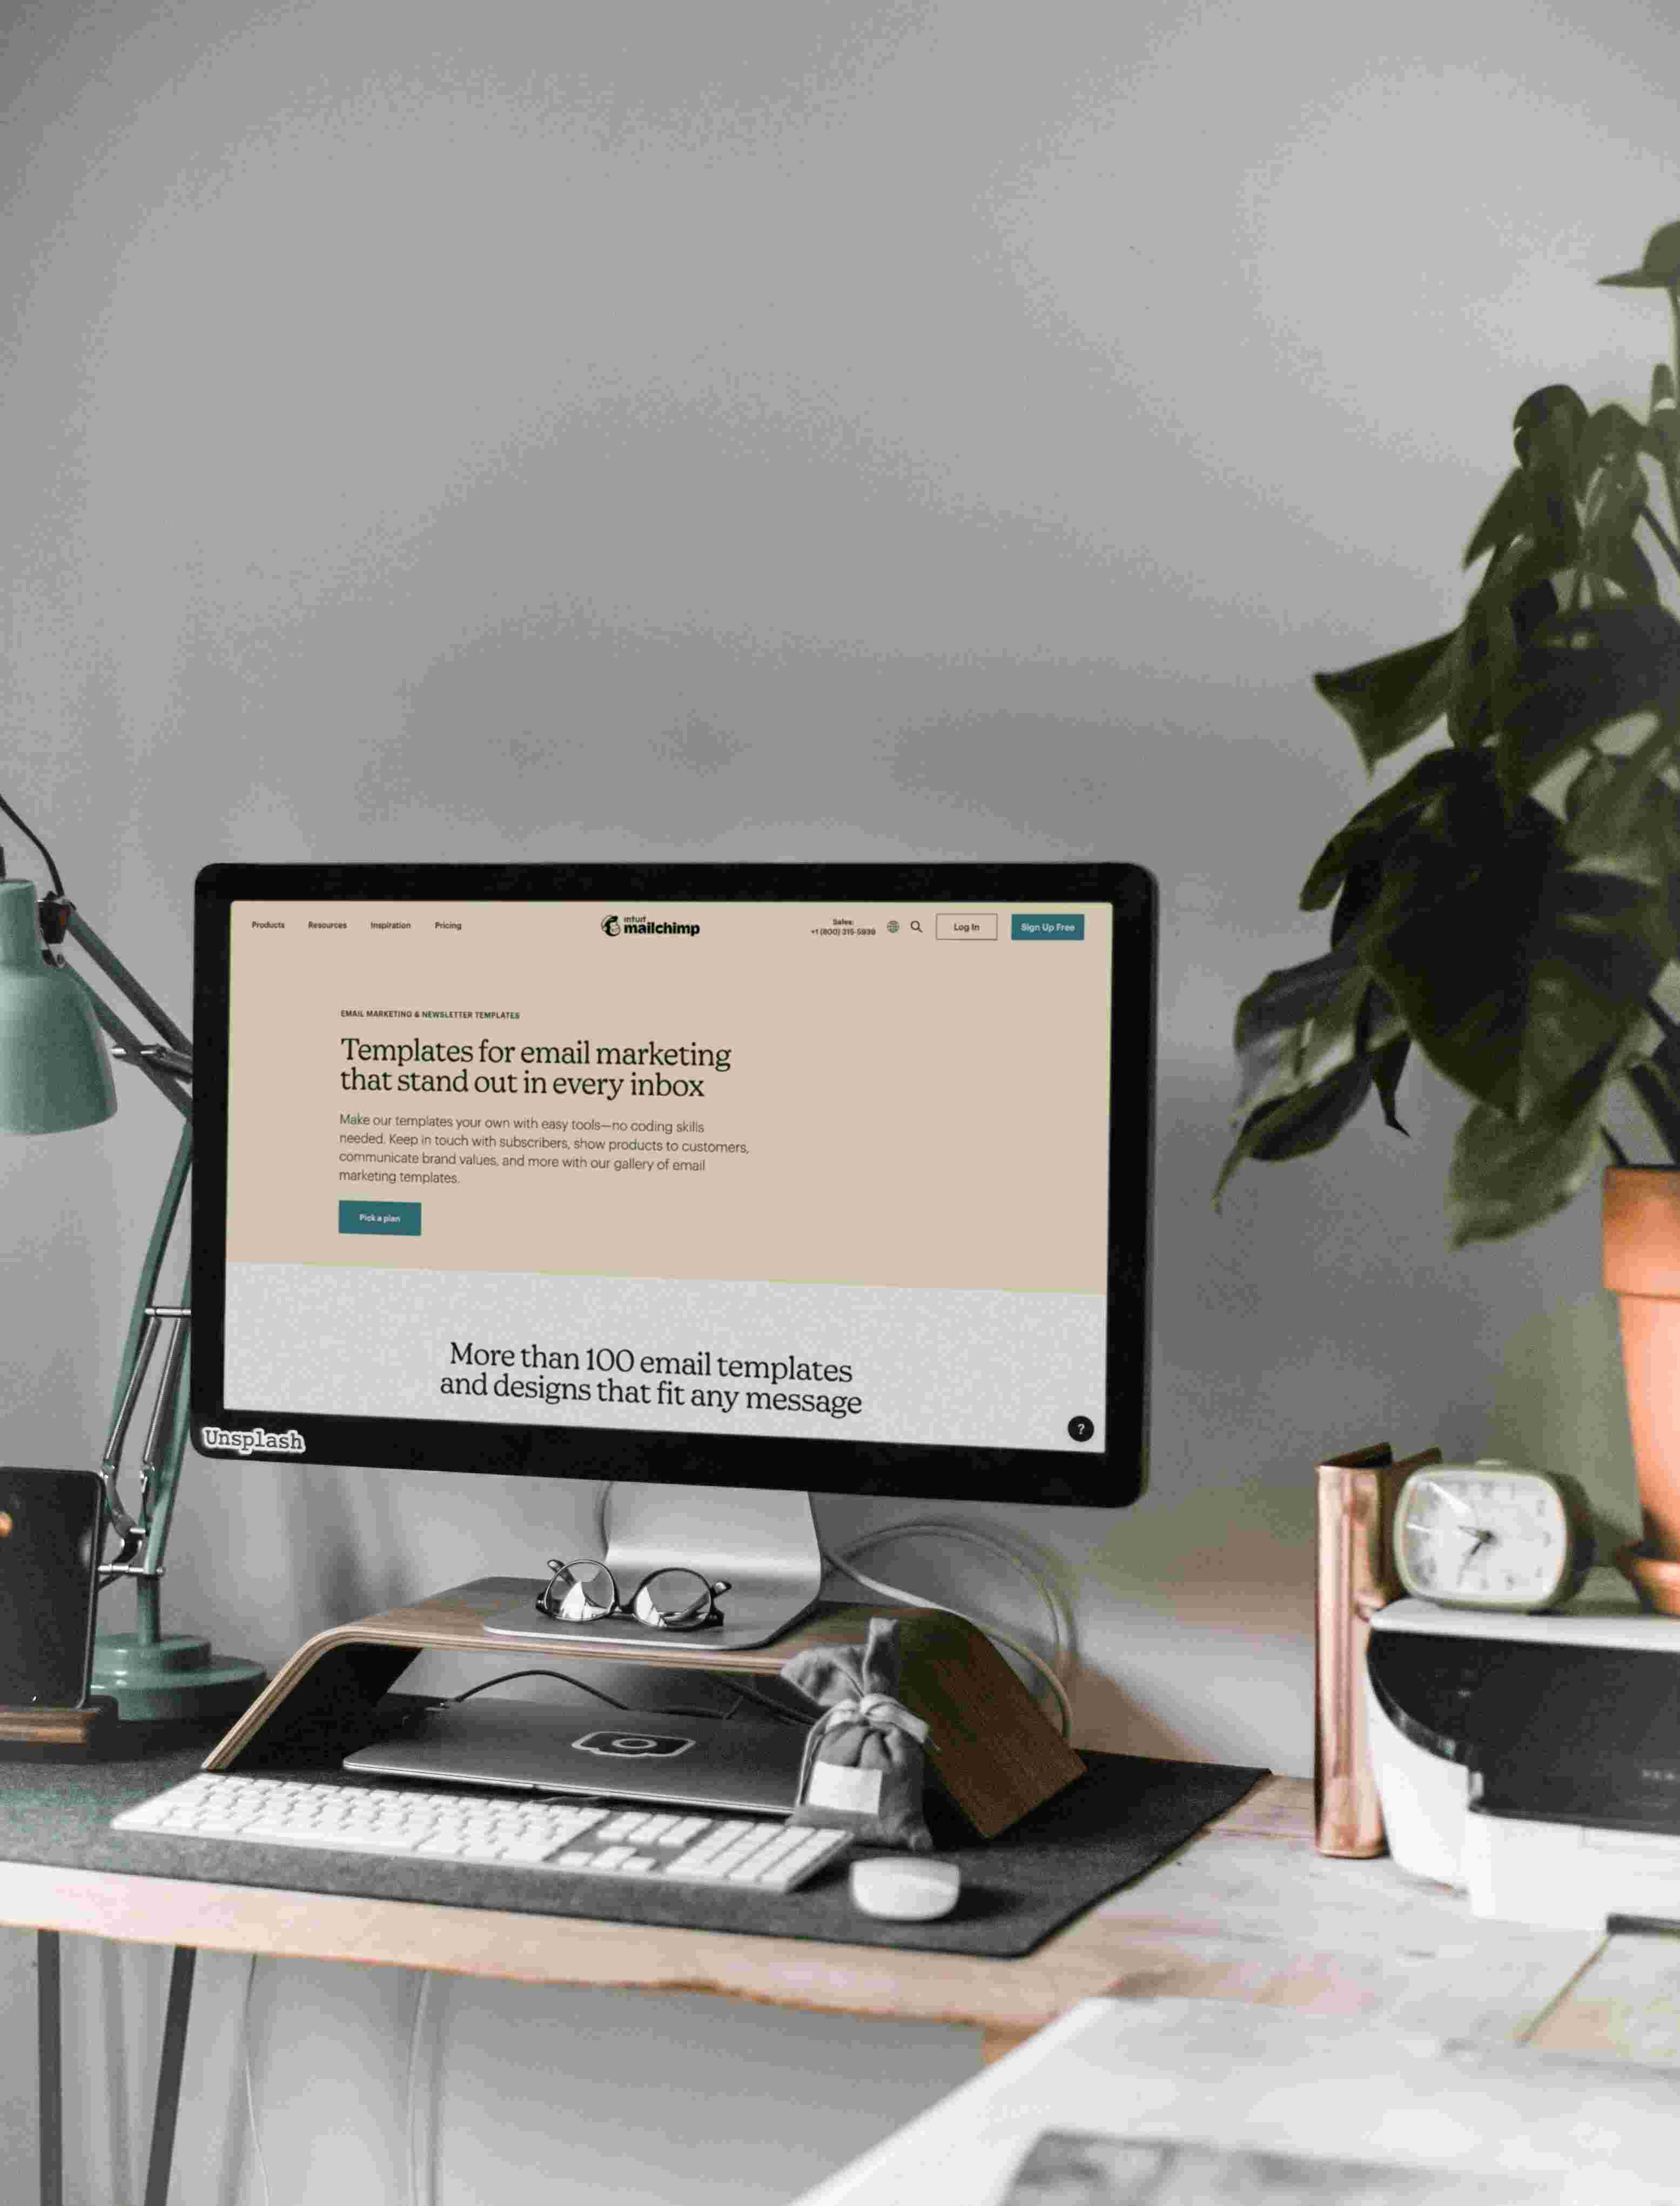 Products Resources Inspiration Pricing
intuit
mailchimp
Sales:
+1 (800) 315-5939
Log In
Sign Up Free
EMAIL MARKETING & NEWSLETTER TEMPLATES
Templates for email marketing
that stand out in every inbox
Make our templates your own with easy tools—no coding skills
needed. Keep in touch with subscribers, show products to customers,
communicate brand values, and more with our gallery of email
marketing templates.
Pick a plan
More than 100 email templates
and designs that fit any message
?
Unsplash